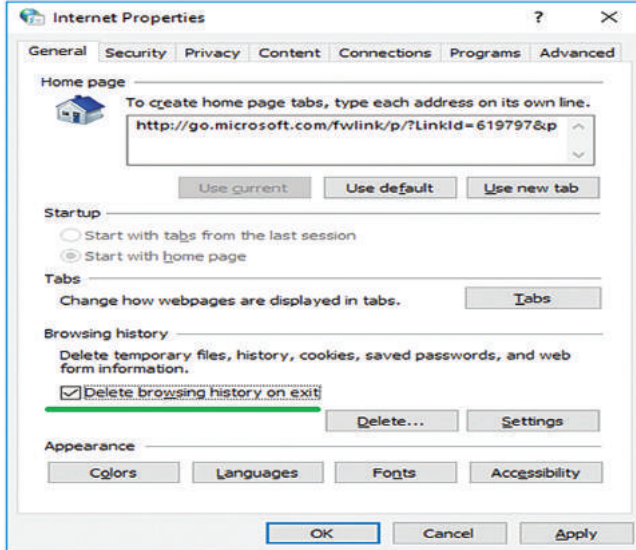 Internet Properties ? ×
General Security Privacy Content Connections Programs Advanced
Home page
To create home page tabs, type each address on its own line.
http://go.microsoft.com/fwlink/p/?LinkId=619797&p
Use current Use default Use new tab
Startup
Start with tabs from the last session
Start with home page
Tabs
Change how webpages are displayed in tabs. Tabs
Browsing history
Delete temporary files, history, cookies, saved passwords, and web
form information.
Delete browsing history on exit
Delete... Settings
Appearance
Colors Languages Fonts Accessibility
OK Cancel Apply